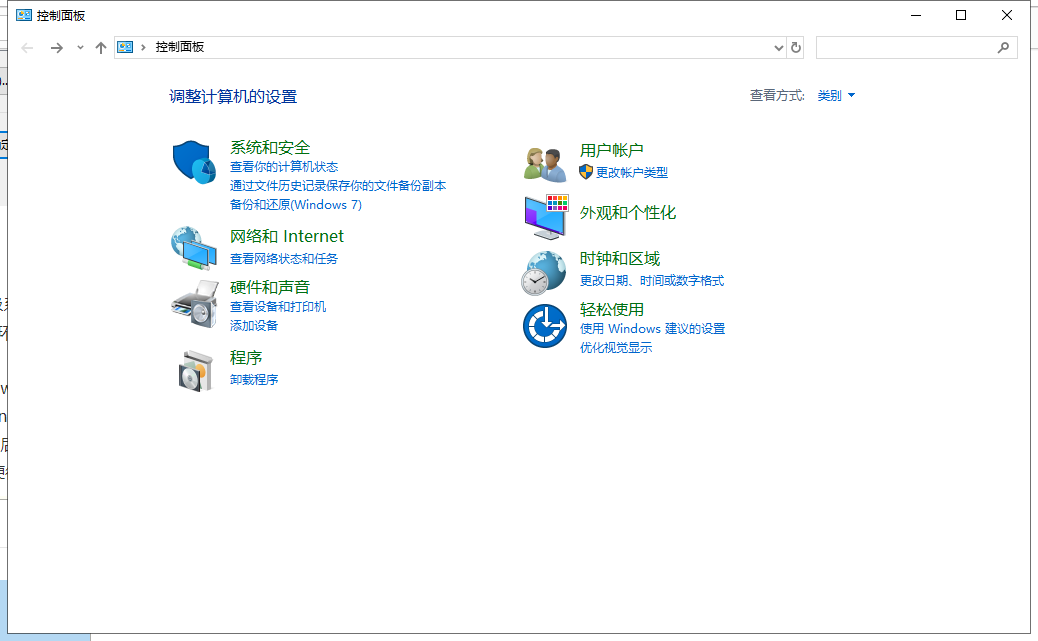 控制面板
控制面板
调整计算机的设置
查看方式: 类别
系统和安全
查看你的计算机状态
通过文件历史记录保存你的文件备份副本
备份和还原(Windows 7)
网络和 Internet
查看网络状态和任务
硬件和声音
查看设备和打印机
添加设备
程序
卸载程序
用户帐户
更改帐户类型
外观和个性化
时钟和区域
更改日期、时间或数字格式
轻松使用
使用 Windows 建议的设置
优化视觉显示